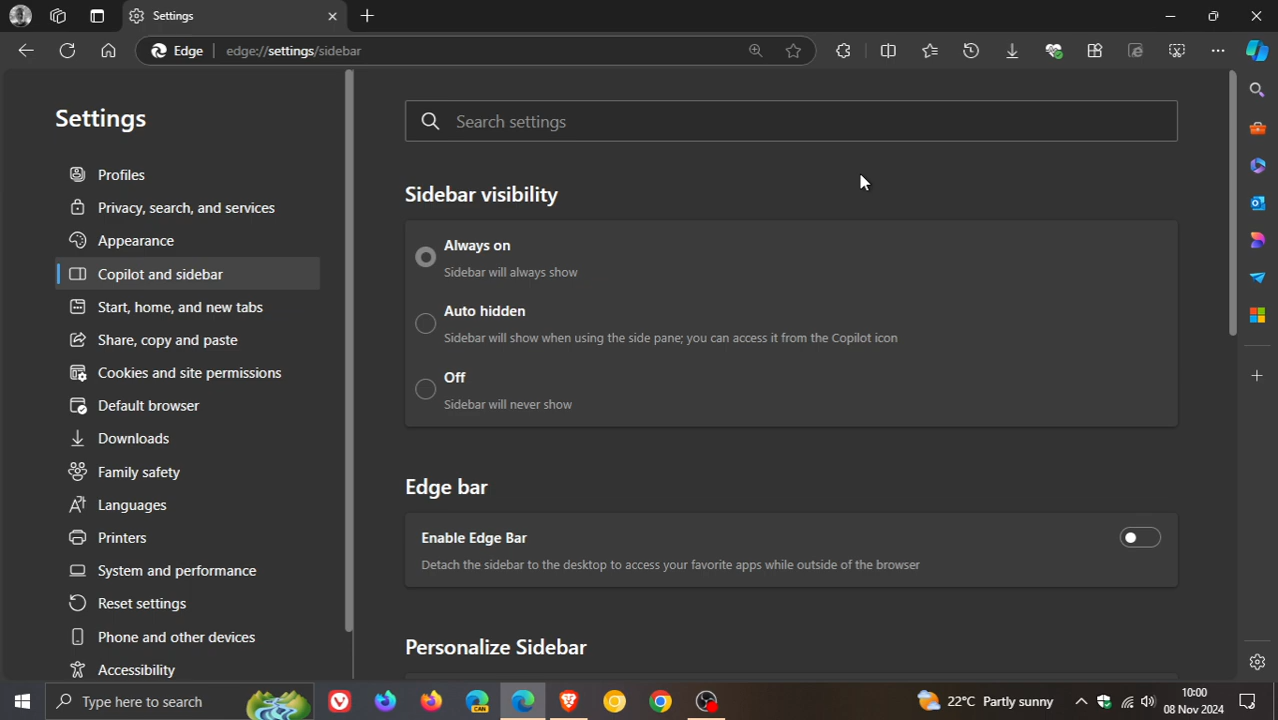 Settings
Edge
edge://settings/sidebar
Settings
Profiles
Privacy, search, and services
Appearance
Copilot and sidebar
Start, home, and new tabs
Share, copy and paste
Cookies and site permissions
Default browser
Downloads
Family safety
Languages
Printers
System and performance
Reset settings
Phone and other devices
Accessibility
Search settings
Sidebar visibility
Always on
Sidebar will always show
Auto hidden
Sidebar will show when using the side pane; you can access it from the Copilot icon
Off
Sidebar will never show
Edge bar
Enable Edge Bar
Detach the sidebar to the desktop to access your favorite apps while outside of the browser
Personalize Sidebar
Type here to search
CAN
22°C Partly sunny
10:00
08 Nov 2024